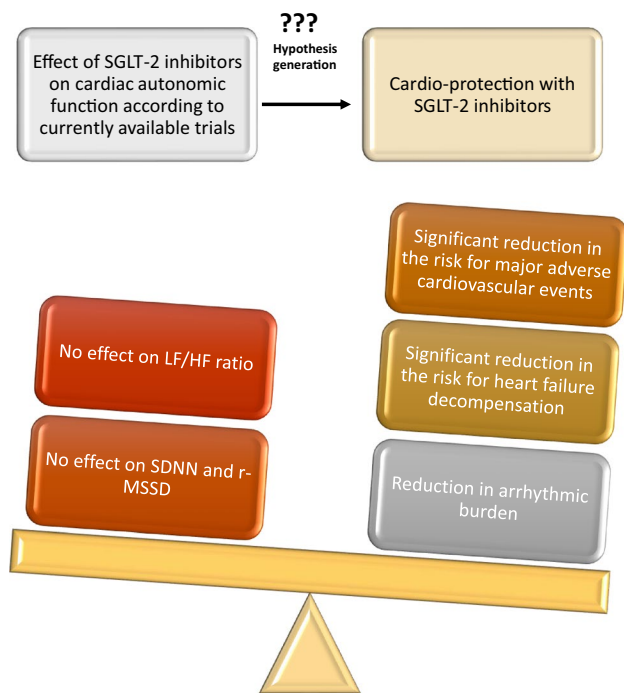 ???
Hypothesis
generation
Effect of SGLT-2 inhibitors
on cardiac autonomic
function according to
currently available trials
Cardio-protection with
SGLT-2 inhibitors
No effect on LF/HF ratio
No effect on SDNN and r-
MSSD
Significant reduction in
the risk for major adverse
cardiovascular events
Significant reduction in
the risk for heart failure
decompensation
Reduction in arrhythmic
burden